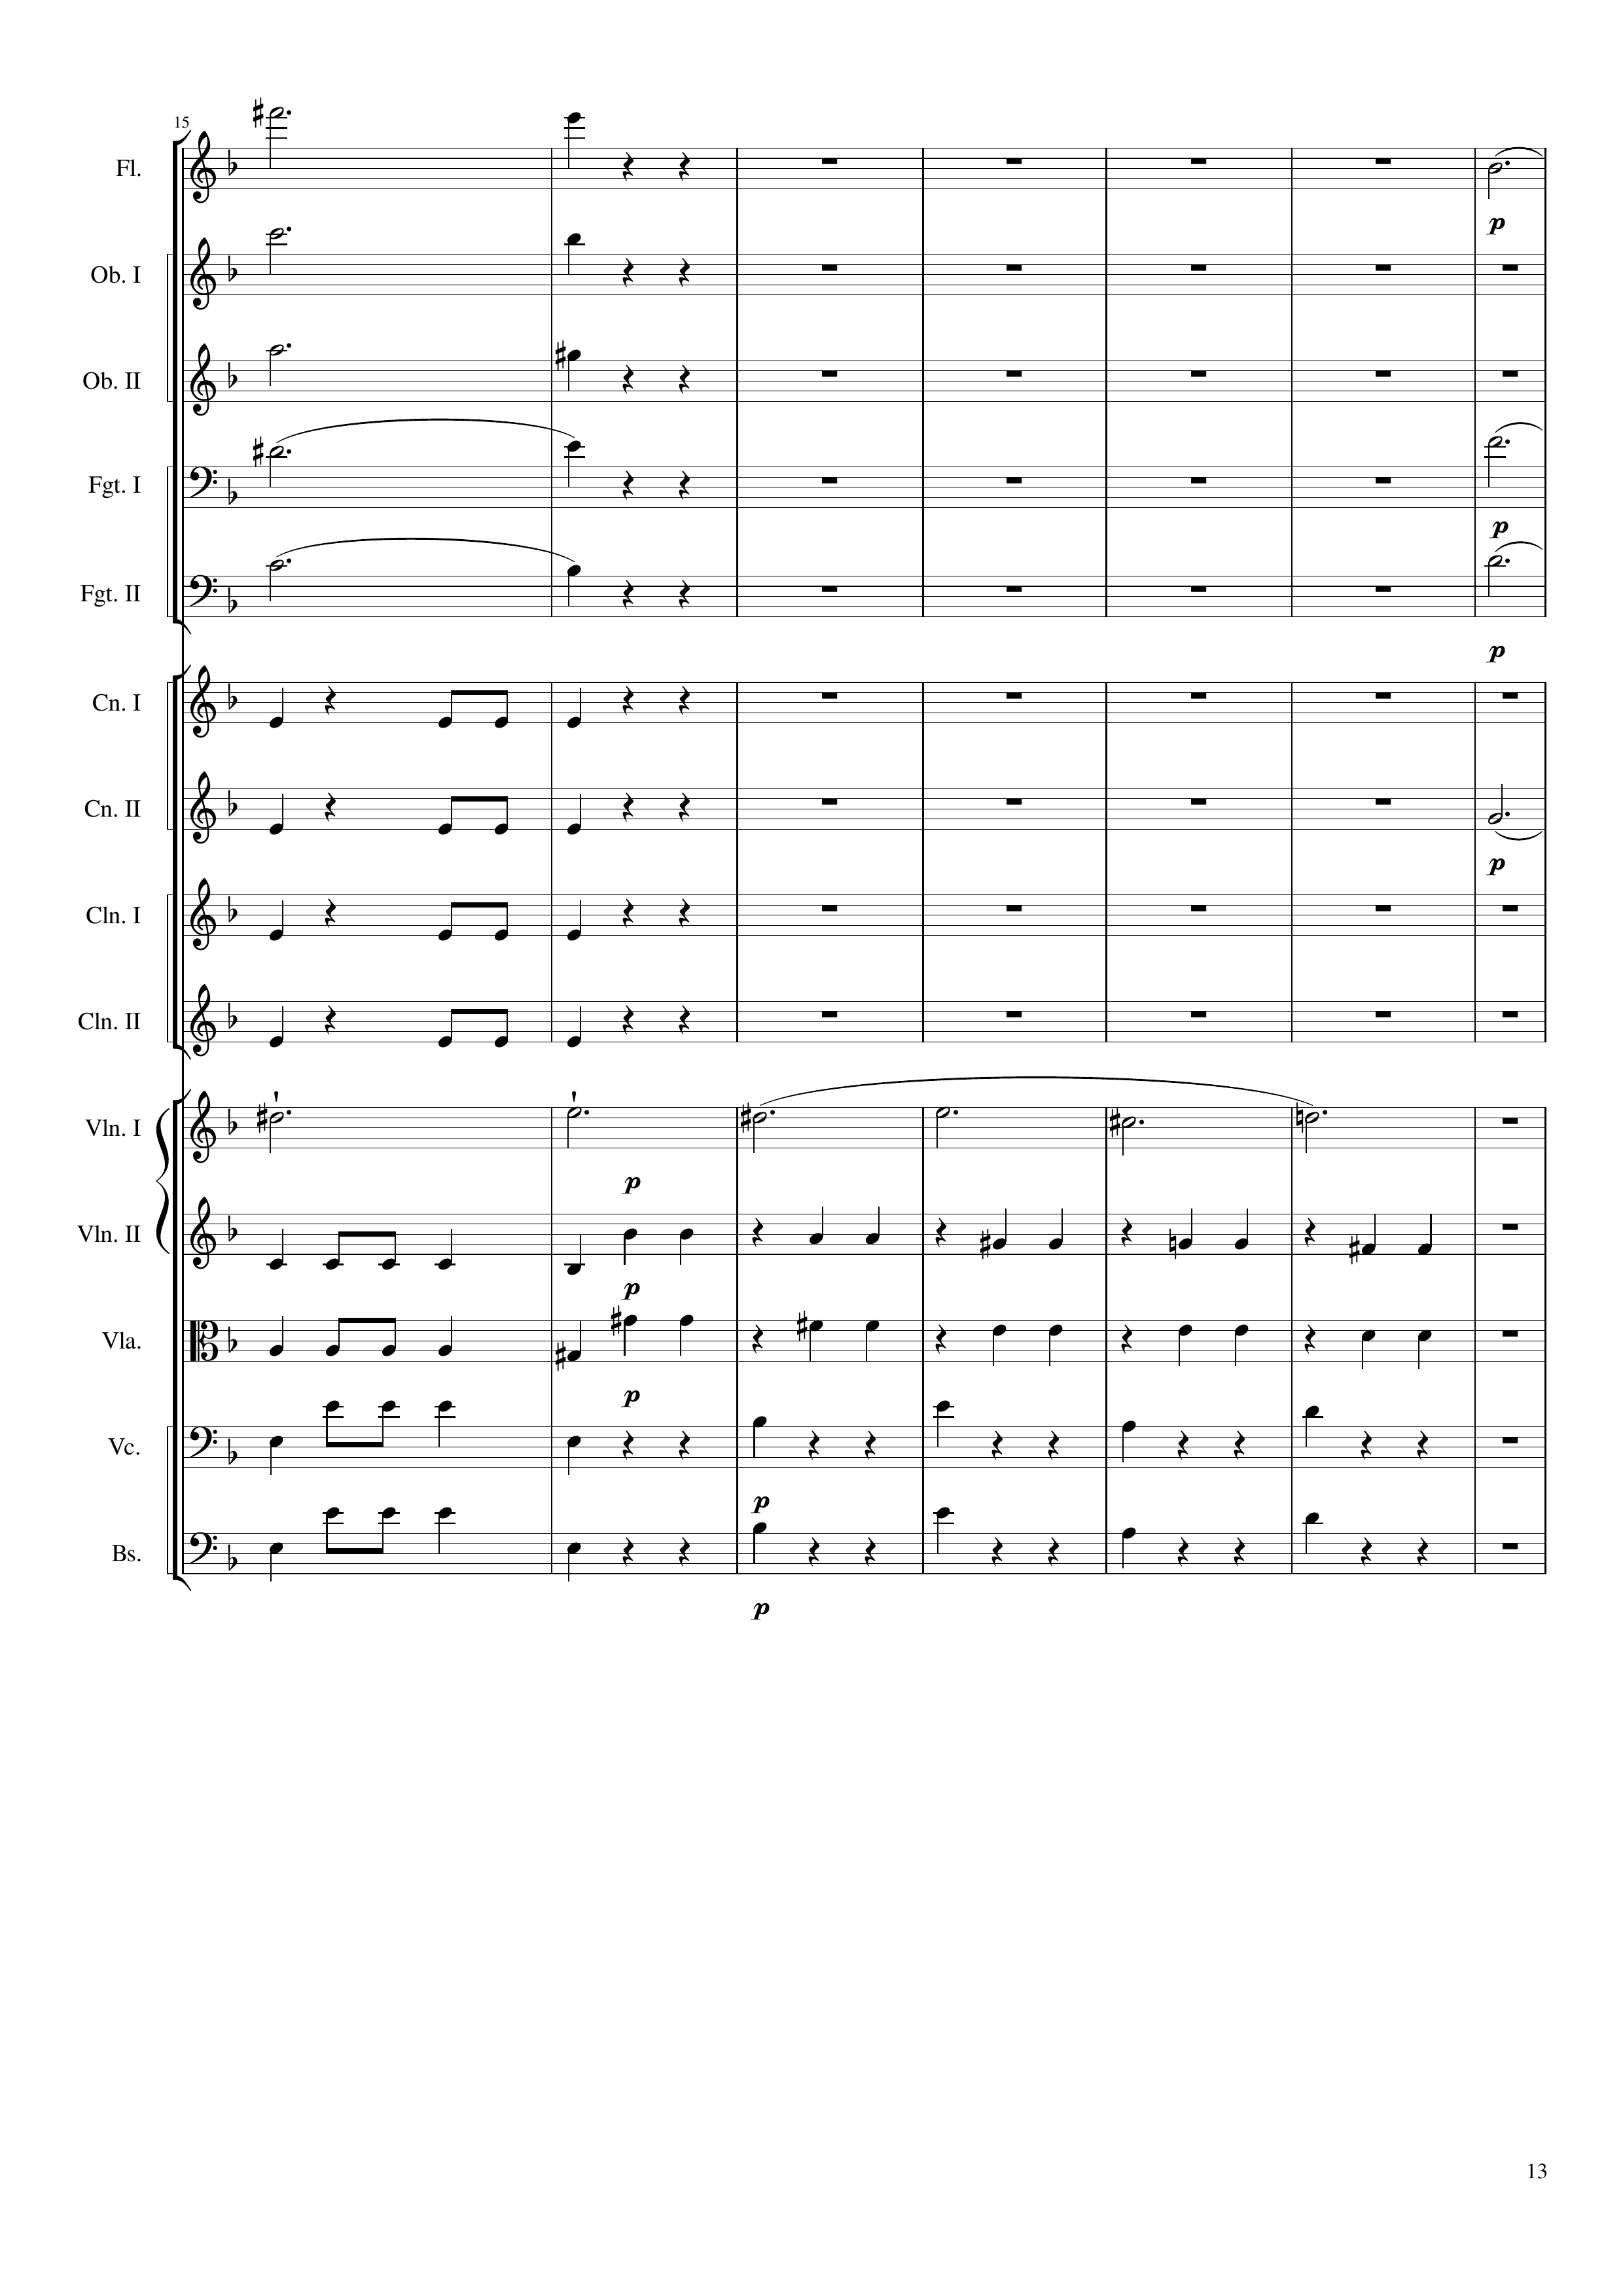 15
Fl.
p
Ob. I
Ob. II
Fgt. I
p
Fgt. II
p
Cn. I
Cn. II
p
Cln. I
Cln. II
Vln. I
p
Vln. II
p
Vla.
p
Vc.
p
Bs.
p
13